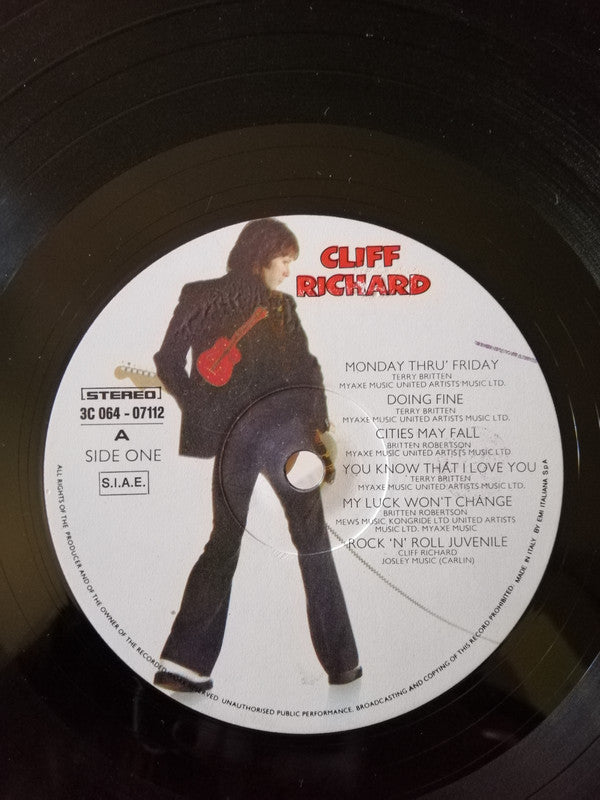 CLIFF
RICHARD
MONDAY THRU' FRIDAY
TERRY BRITTEN
MYAXE MUSIC UNITED ARTISTS MUSIC LTD.
DOING FINE
TERRY BRITTEN
MYAXE MUSIC UNITED ARTISTS MUSIC LTD.
CITIES MAY FALL
BRITTEN ROBERTSON
MYAXE MUSIC UNITED ARTISTS MUSIC LTD.
YOU KNOW THAT I LOVE YOU
TERRY BRITTEN
MYAXE MUSIC UNITED ARTISTS MUSIC LTD.
MY LUCK WON'T CHANGE
BRITTEN ROBERTSON
MEWS MUSIC KONGRIDE LTD UNITED ARTISTS
MUSIC LTD. MYAXE MUSIC
ROCK 'N' ROLL JUVENILE
CLIFF RICHARD
JOSLEY MUSIC (CARLIN)
STEREO
3C 064 - 07112
A
SIDE ONE
S.I.A.E.
ALL RIGHTS OF THE PRODUCER AND OF THE OWNER OF THE RECORDED RESERVED UNAUTHORISED PUBLIC PERFORMANCE, BROADCASTING AND COPYING OF THIS RECORD PROHIBITED. MADE IN ITALY BY EMI ITALIANA SpA